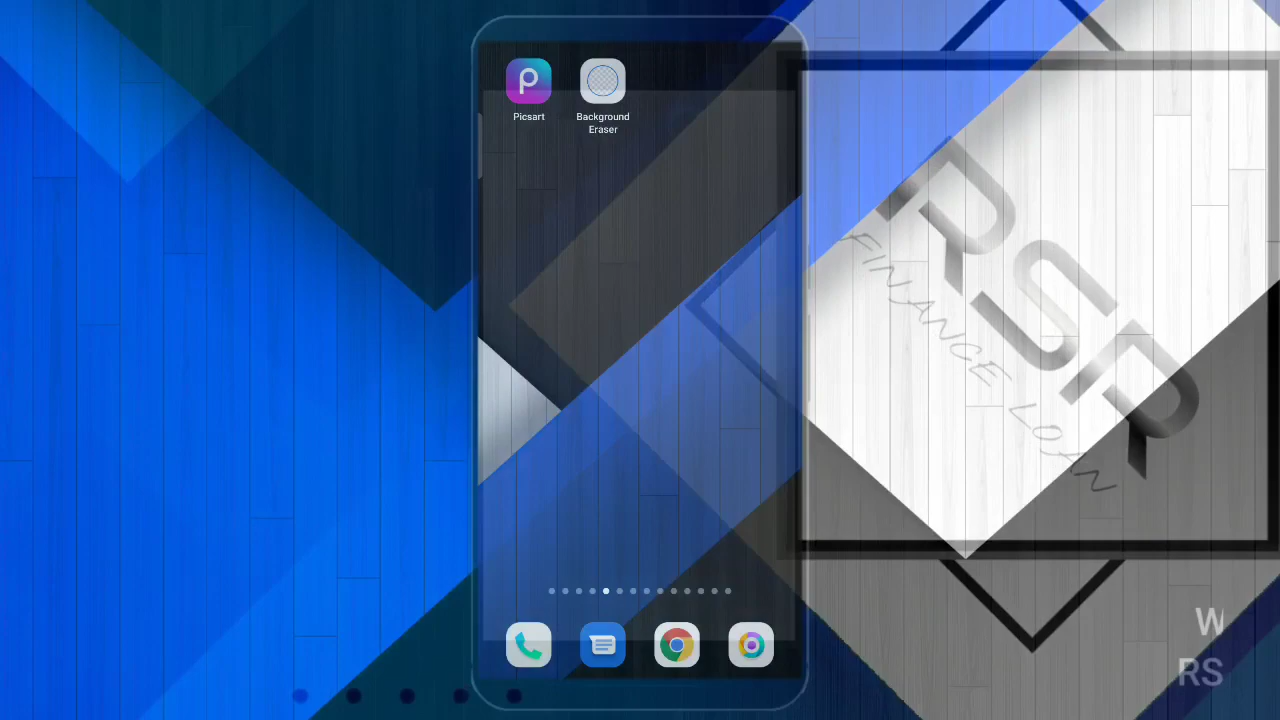 Picsart
Background
Eraser
RSR
FINANCE LOAN
W
RS